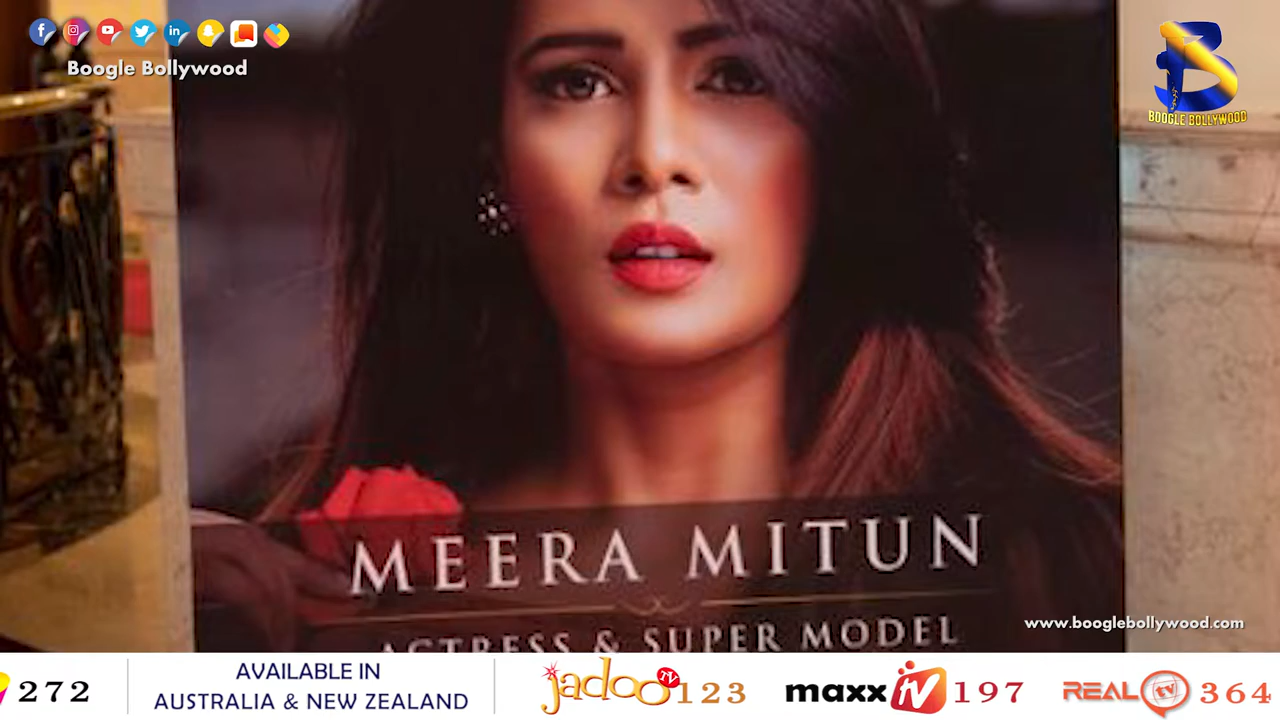 Boogle Bollywood
BOOGLE BOLLYWOOD
MEERA MITUN
ACTRESS & SUPER MODEL
www.booglebollywood.com
272
AVAILABLE IN
AUSTRALIA & NEW ZEALAND
jadoo TV 123
maxx tv 197
REAL tv 364